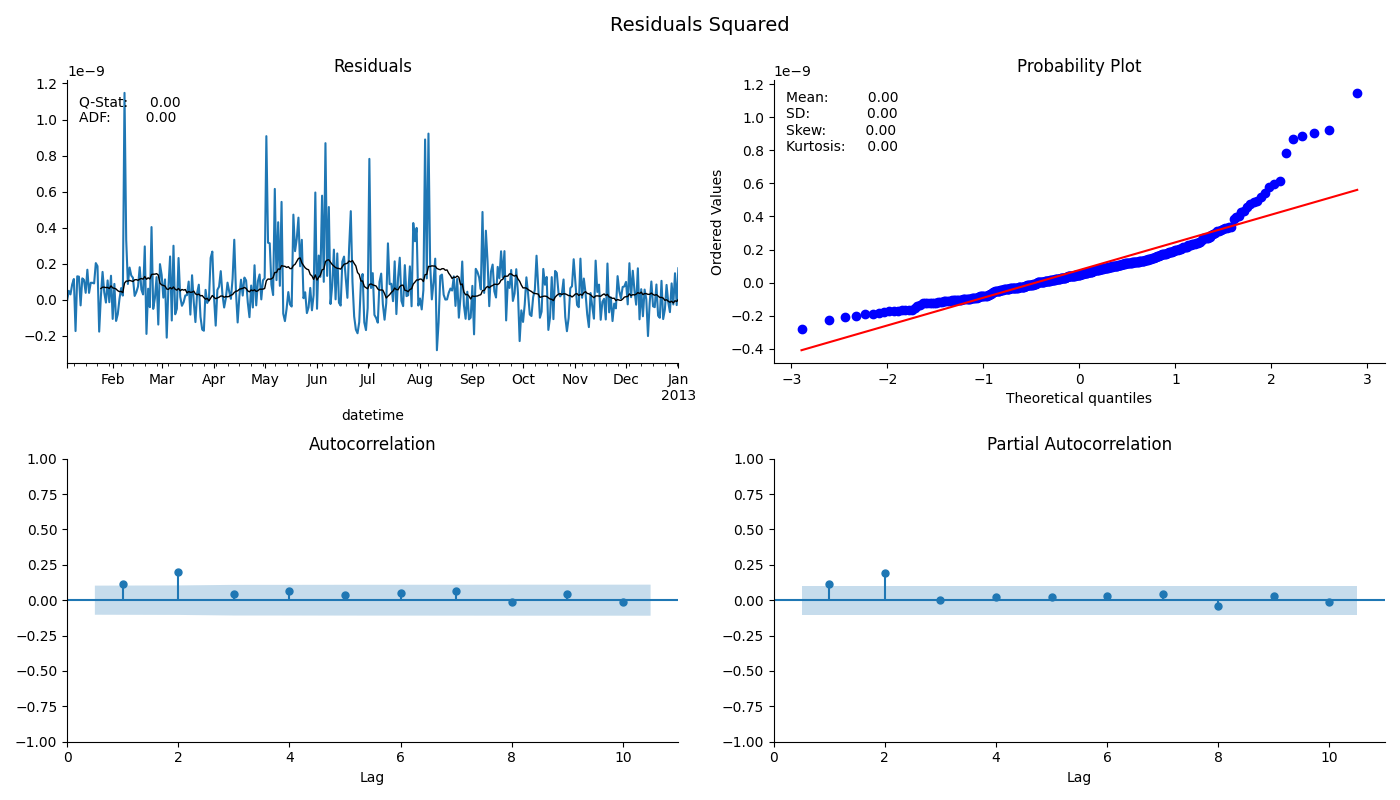 Residuals Squared
Residuals
1e−9
Q-Stat: 0.00
ADF: 0.00
1.2
1.0
0.8
0.6
0.4
0.2
0.0
−0.2
Feb Mar Apr May Jun Jul Aug Sep Oct Nov Dec Jan
2013
datetime
Probability Plot
1e−9
Mean: 0.00
SD: 0.00
Skew: 0.00
Kurtosis: 0.00
Ordered Values
1.2
1.0
0.8
0.6
0.4
0.2
0.0
−0.2
−0.4
−3 −2 −1 0 1 2 3
Theoretical quantiles
Autocorrelation
1.00
0.75
0.50
0.25
0.00
−0.25
−0.50
−0.75
−1.00
0 2 4 6 8 10
Lag
Partial Autocorrelation
1.00
0.75
0.50
0.25
0.00
−0.25
−0.50
−0.75
−1.00
0 2 4 6 8 10
Lag